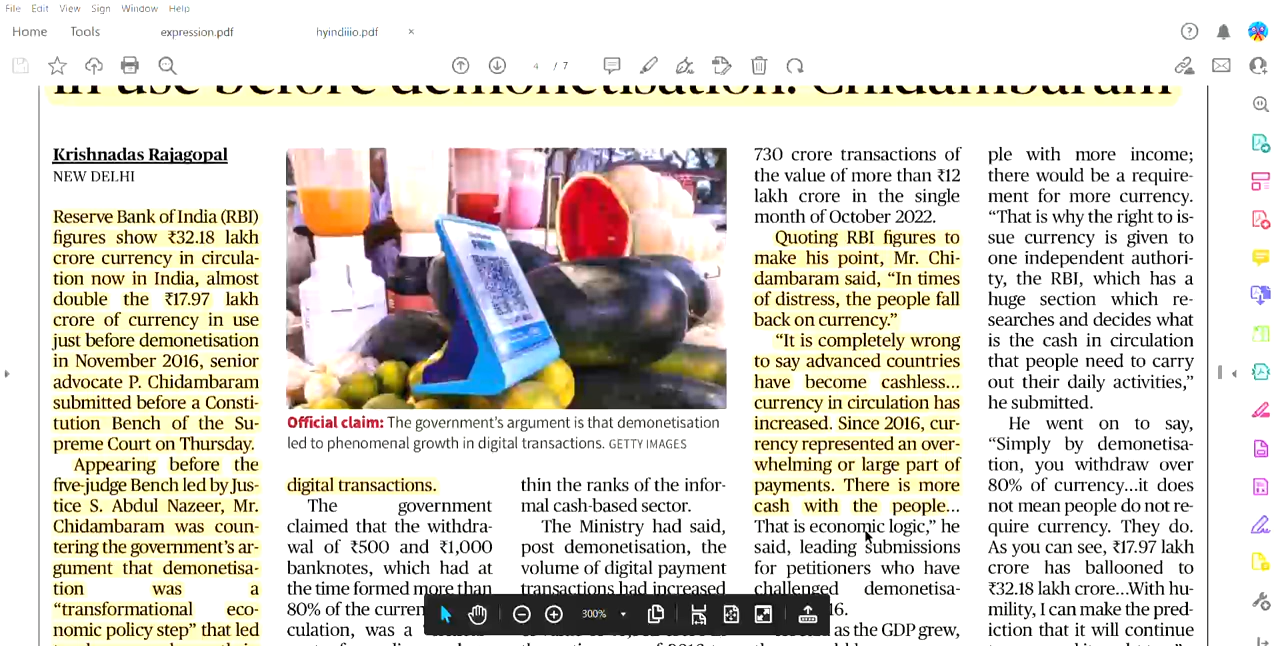 File Edit View Sign Window Help
Home Tools expression.pdf hyindiiio.pdf ×
4 / 7
in use before demonetisation: Chidambaram
Krishnadas Rajagopal
NEW DELHI
Reserve Bank of India (RBI)
figures show ₹32.18 lakh
crore currency in circula-
tion now in India, almost
double the ₹17.97 lakh
crore of currency in use
just before demonetisation
in November 2016, senior
advocate P. Chidambaram
submitted before a Consti-
tution Bench of the Su-
preme Court on Thursday.
Appearing before the
five-judge Bench led by Jus-
tice S. Abdul Nazeer, Mr.
Chidambaram was coun-
tering the government's ar-
gument that demonetisa-
tion was a
“transformational eco-
nomic policy step” that led
Official claim: The government's argument is that demonetisation
led to phenomenal growth in digital transactions. GETTY IMAGES
digital transactions.
The government
claimed that the withdra-
wal of ₹500 and ₹1,000
banknotes, which had at
the time formed more than
80% of the curren
culation, was a
thin the ranks of the infor-
mal cash-based sector.
The Ministry had said,
post demonetisation, the
volume of digital payment
transactions had increased
730 crore transactions of
the value of more than ₹12
lakh crore in the single
month of October 2022.
Quoting RBI figures to
make his point, Mr. Chi-
dambaram said, “In times
of distress, the people fall
back on currency.”
“It is completely wrong
to say advanced countries
have become cashless...
currency in circulation has
increased. Since 2016, cur-
rency represented an over-
whelming or large part of
payments. There is more
cash with the people...
That is economic logic,” he
said, leading submissions
for petitioners who have
challenged demonetisa-
16.
as the GDP grew,
ple with more income;
there would be a require-
ment for more currency.
“That is why the right to is-
sue currency is given to
one independent authori-
ty, the RBI, which has a
huge section which re-
searches and decides what
is the cash in circulation
that people need to carry
out their daily activities,”
he submitted.
He went on to say,
“Simply by demonetisa-
tion, you withdraw over
80% of currency...it does
not mean people do not re-
quire currency. They do.
As you can see, ₹17.97 lakh
crore has ballooned to
₹32.18 lakh crore...With hu-
mility, I can make the pred-
iction that it will continue
300%